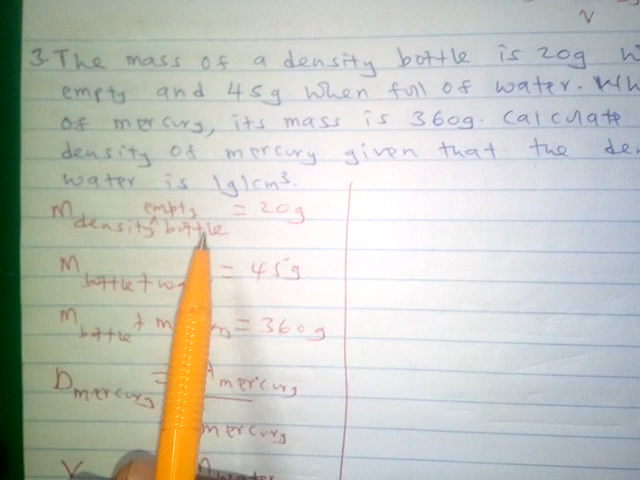 V
3. The mass of a density bottle is 20g
empty and 45g when full of water.
of mercury, its mass is 360g. Calculate
density of mercury given that the
water is 1g/cm³.
M empty density bottle = 20g
M bottle + = 45g
M bottle + = 360g
D mercury = mercury
mercury
V